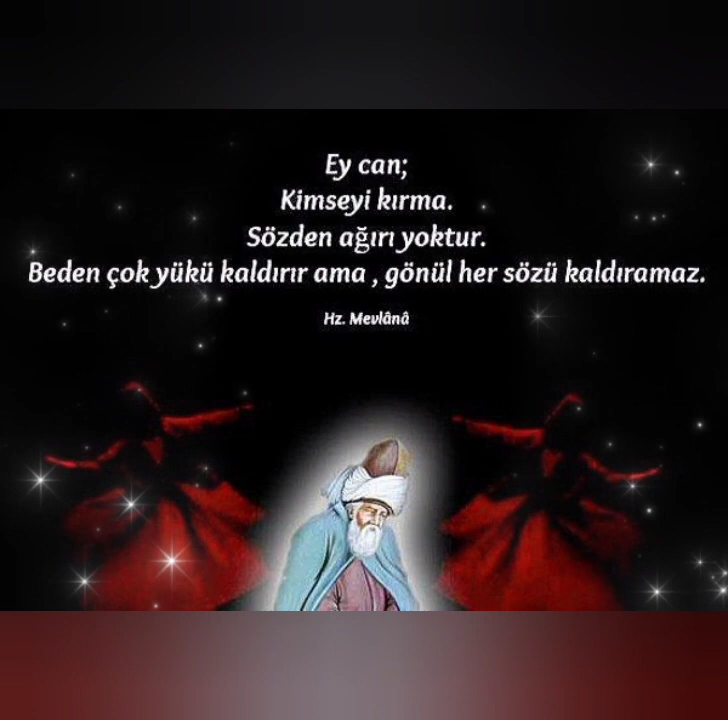 Ey can;
Kimseyi kırma.
Sözden ağırı yoktur.
Beden çok yükü kaldırır ama , gönül her sözü kaldıramaz.
Hz. Mevlânâ